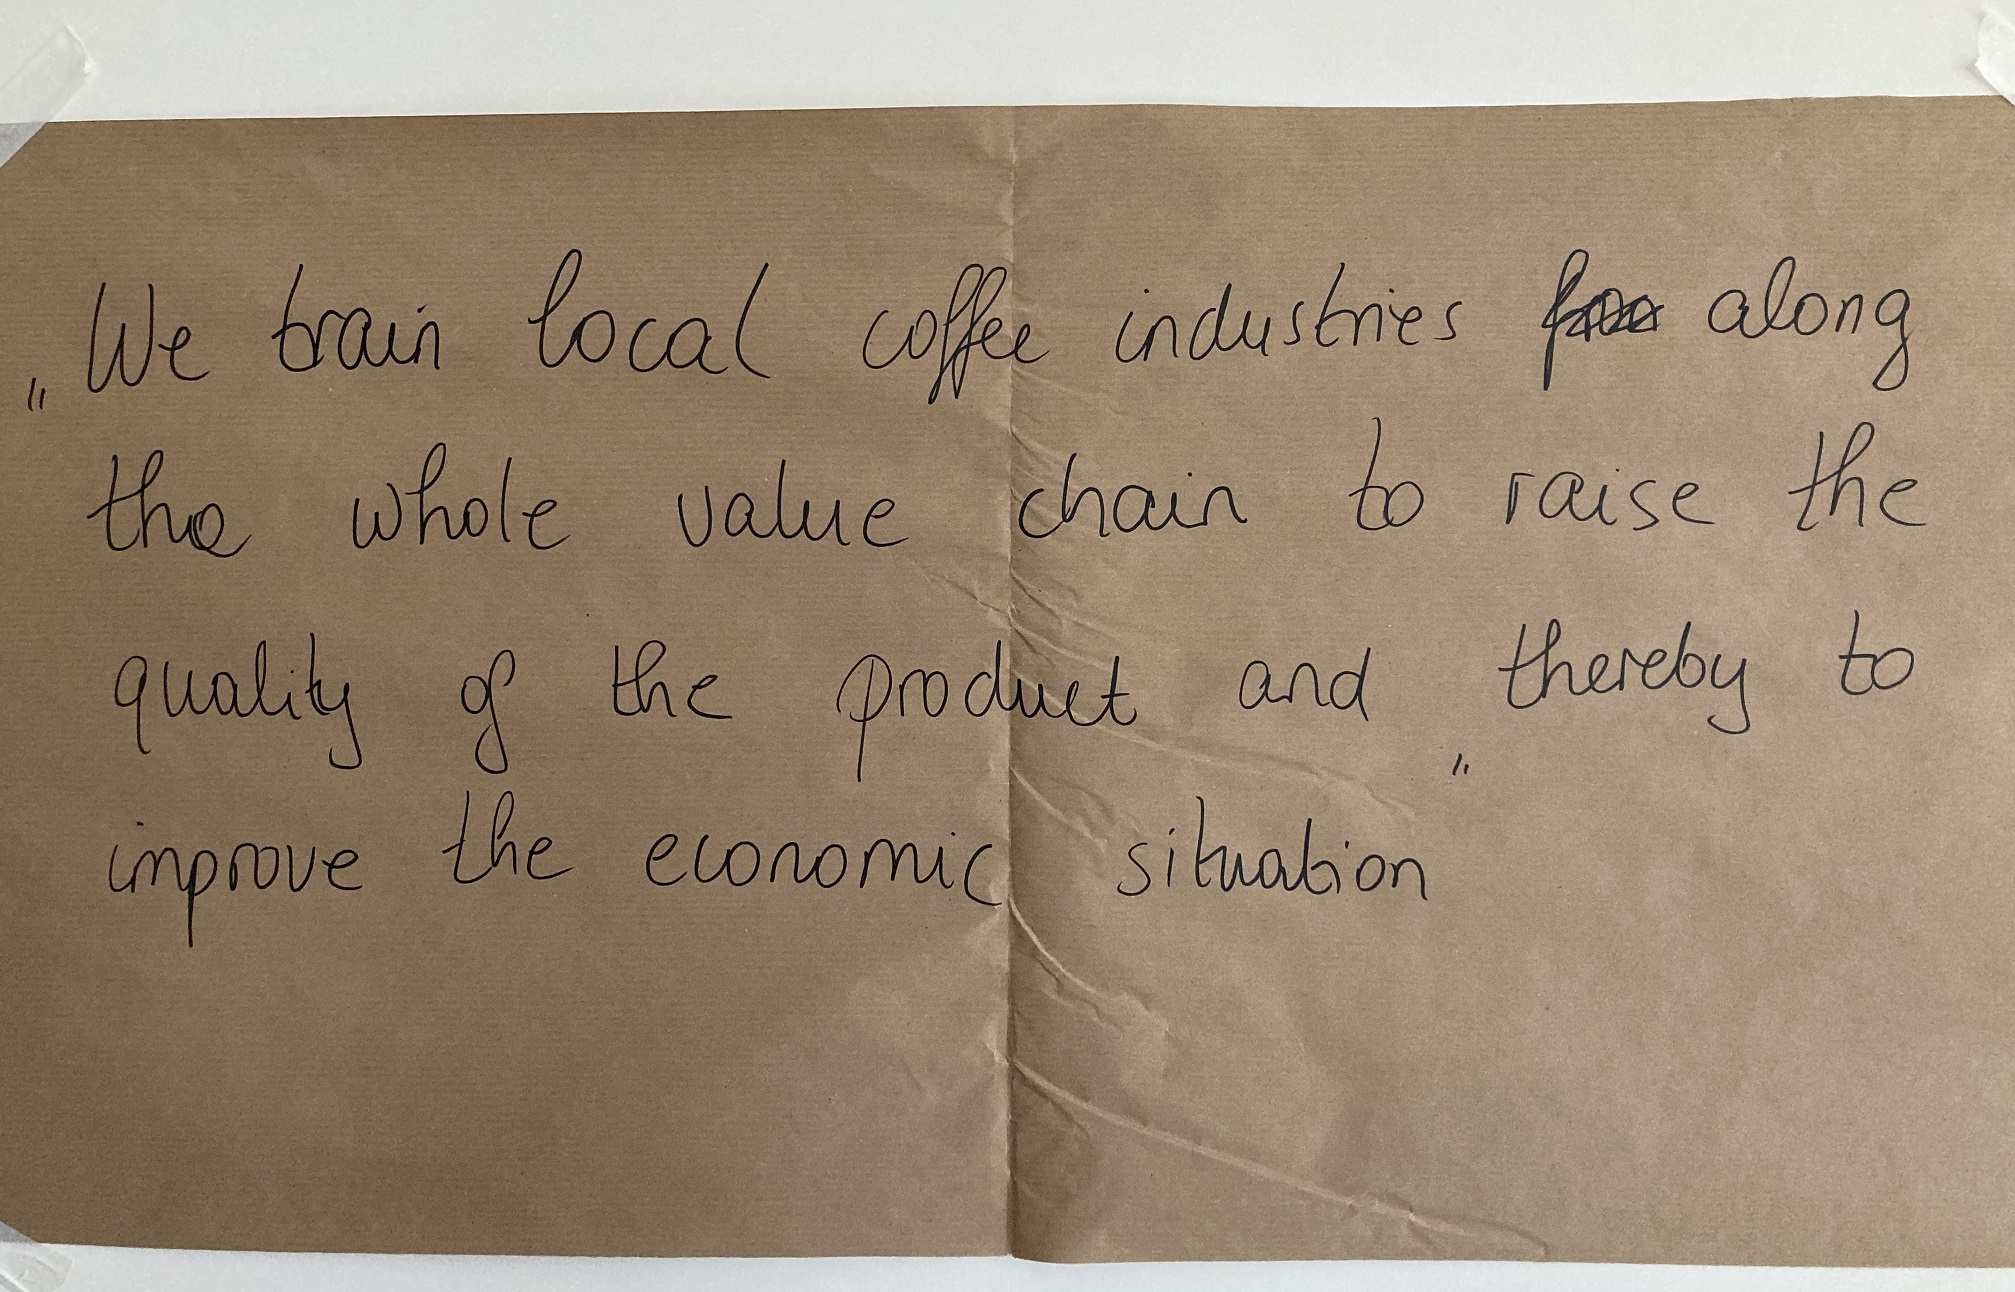 „We train local coffee industries along
the whole value chain to raise the
quality of the product and thereby to
improve the economic situation"